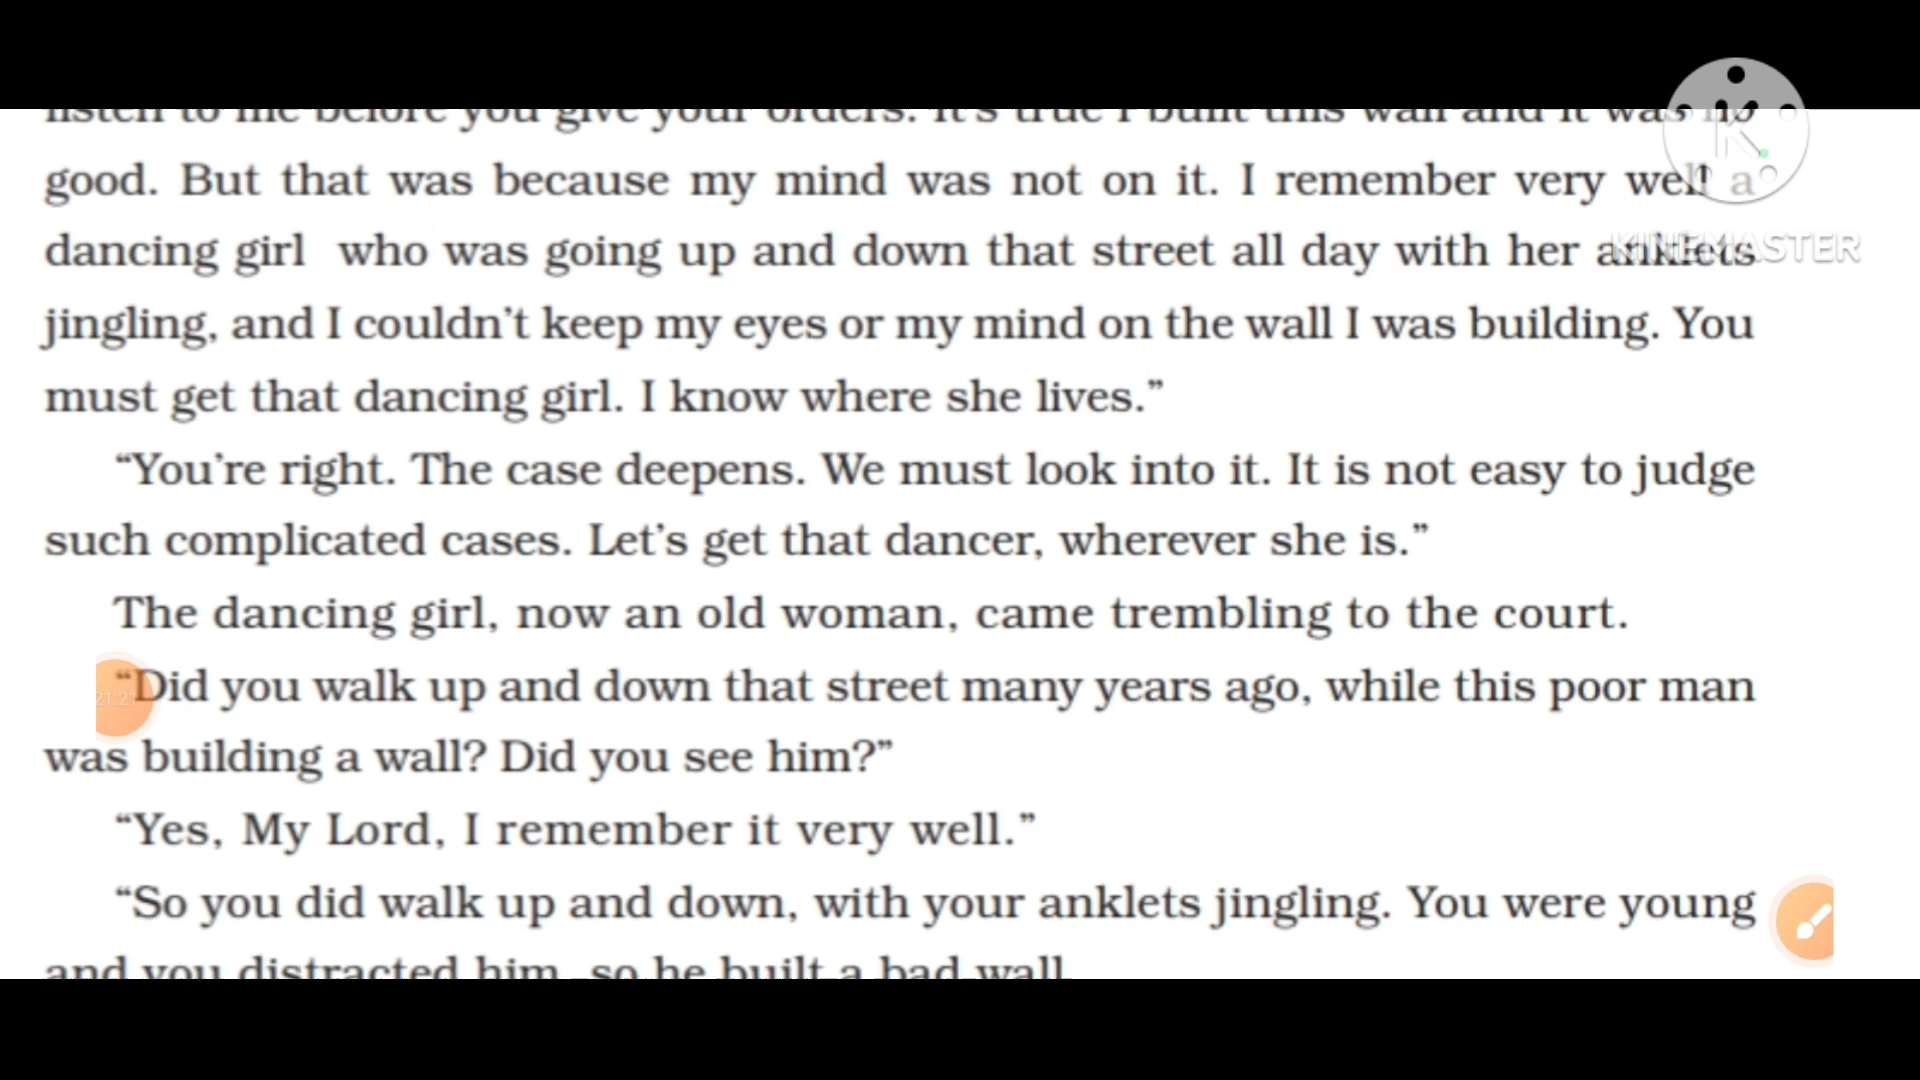 listen to me before you give your orders. It's true I built this wall and it was no
good. But that was because my mind was not on it. I remember very well a
dancing girl who was going up and down that street all day with her anklets
jingling, and I couldn't keep my eyes or my mind on the wall I was building. You
must get that dancing girl. I know where she lives.”
“You're right. The case deepens. We must look into it. It is not easy to judge
such complicated cases. Let's get that dancer, wherever she is.”
The dancing girl, now an old woman, came trembling to the court.
“Did you walk up and down that street many years ago, while this poor man
was building a wall? Did you see him?”
“Yes, My Lord, I remember it very well.”
“So you did walk up and down, with your anklets jingling. You were young
and you distracted him, so he built a bad wall.
K
KINEMASTER
21:21